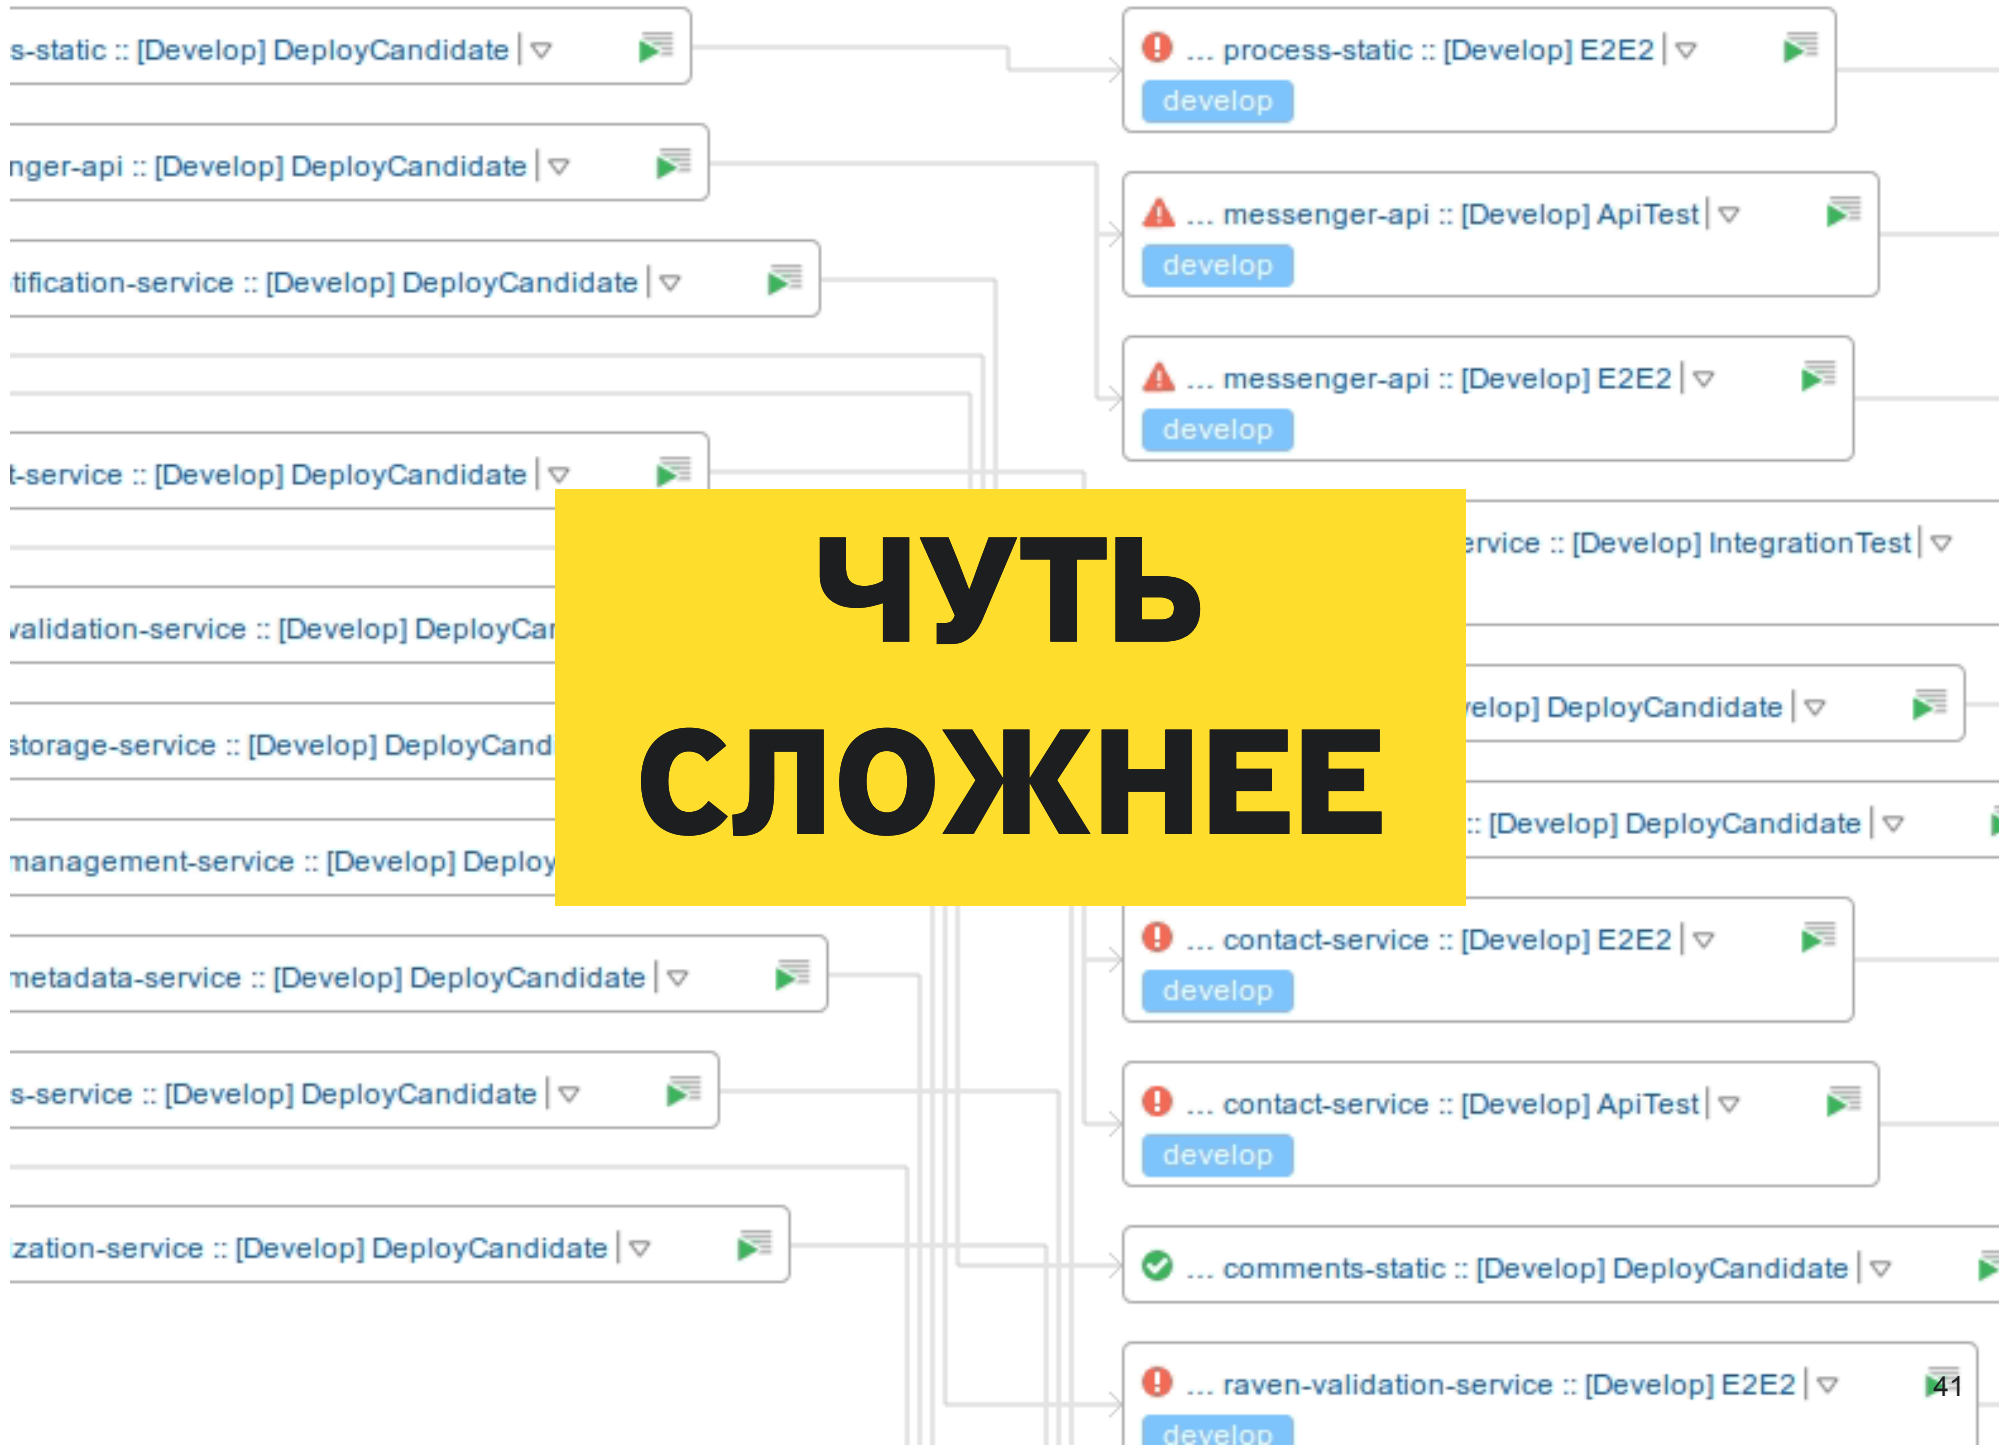 s-static :: [Develop] DeployCandidate
nger-api :: [Develop] DeployCandidate
tification-service :: [Develop] DeployCandidate
t-service :: [Develop] DeployCandidate
validation-service :: [Develop] DeployCan
storage-service :: [Develop] DeployCand
management-service :: [Develop] Deploy
metadata-service :: [Develop] DeployCandidate
s-service :: [Develop] DeployCandidate
zation-service :: [Develop] DeployCandidate
ЧУТЬ
СЛОЖНЕЕ
... process-static :: [Develop] E2E2
develop
... messenger-api :: [Develop] ApiTest
develop
... messenger-api :: [Develop] E2E2
develop
ervice :: [Develop] IntegrationTest
velop] DeployCandidate
:: [Develop] DeployCandidate
... contact-service :: [Develop] E2E2
develop
... contact-service :: [Develop] ApiTest
develop
... comments-static :: [Develop] DeployCandidate
... raven-validation-service :: [Develop] E2E2
develop
41